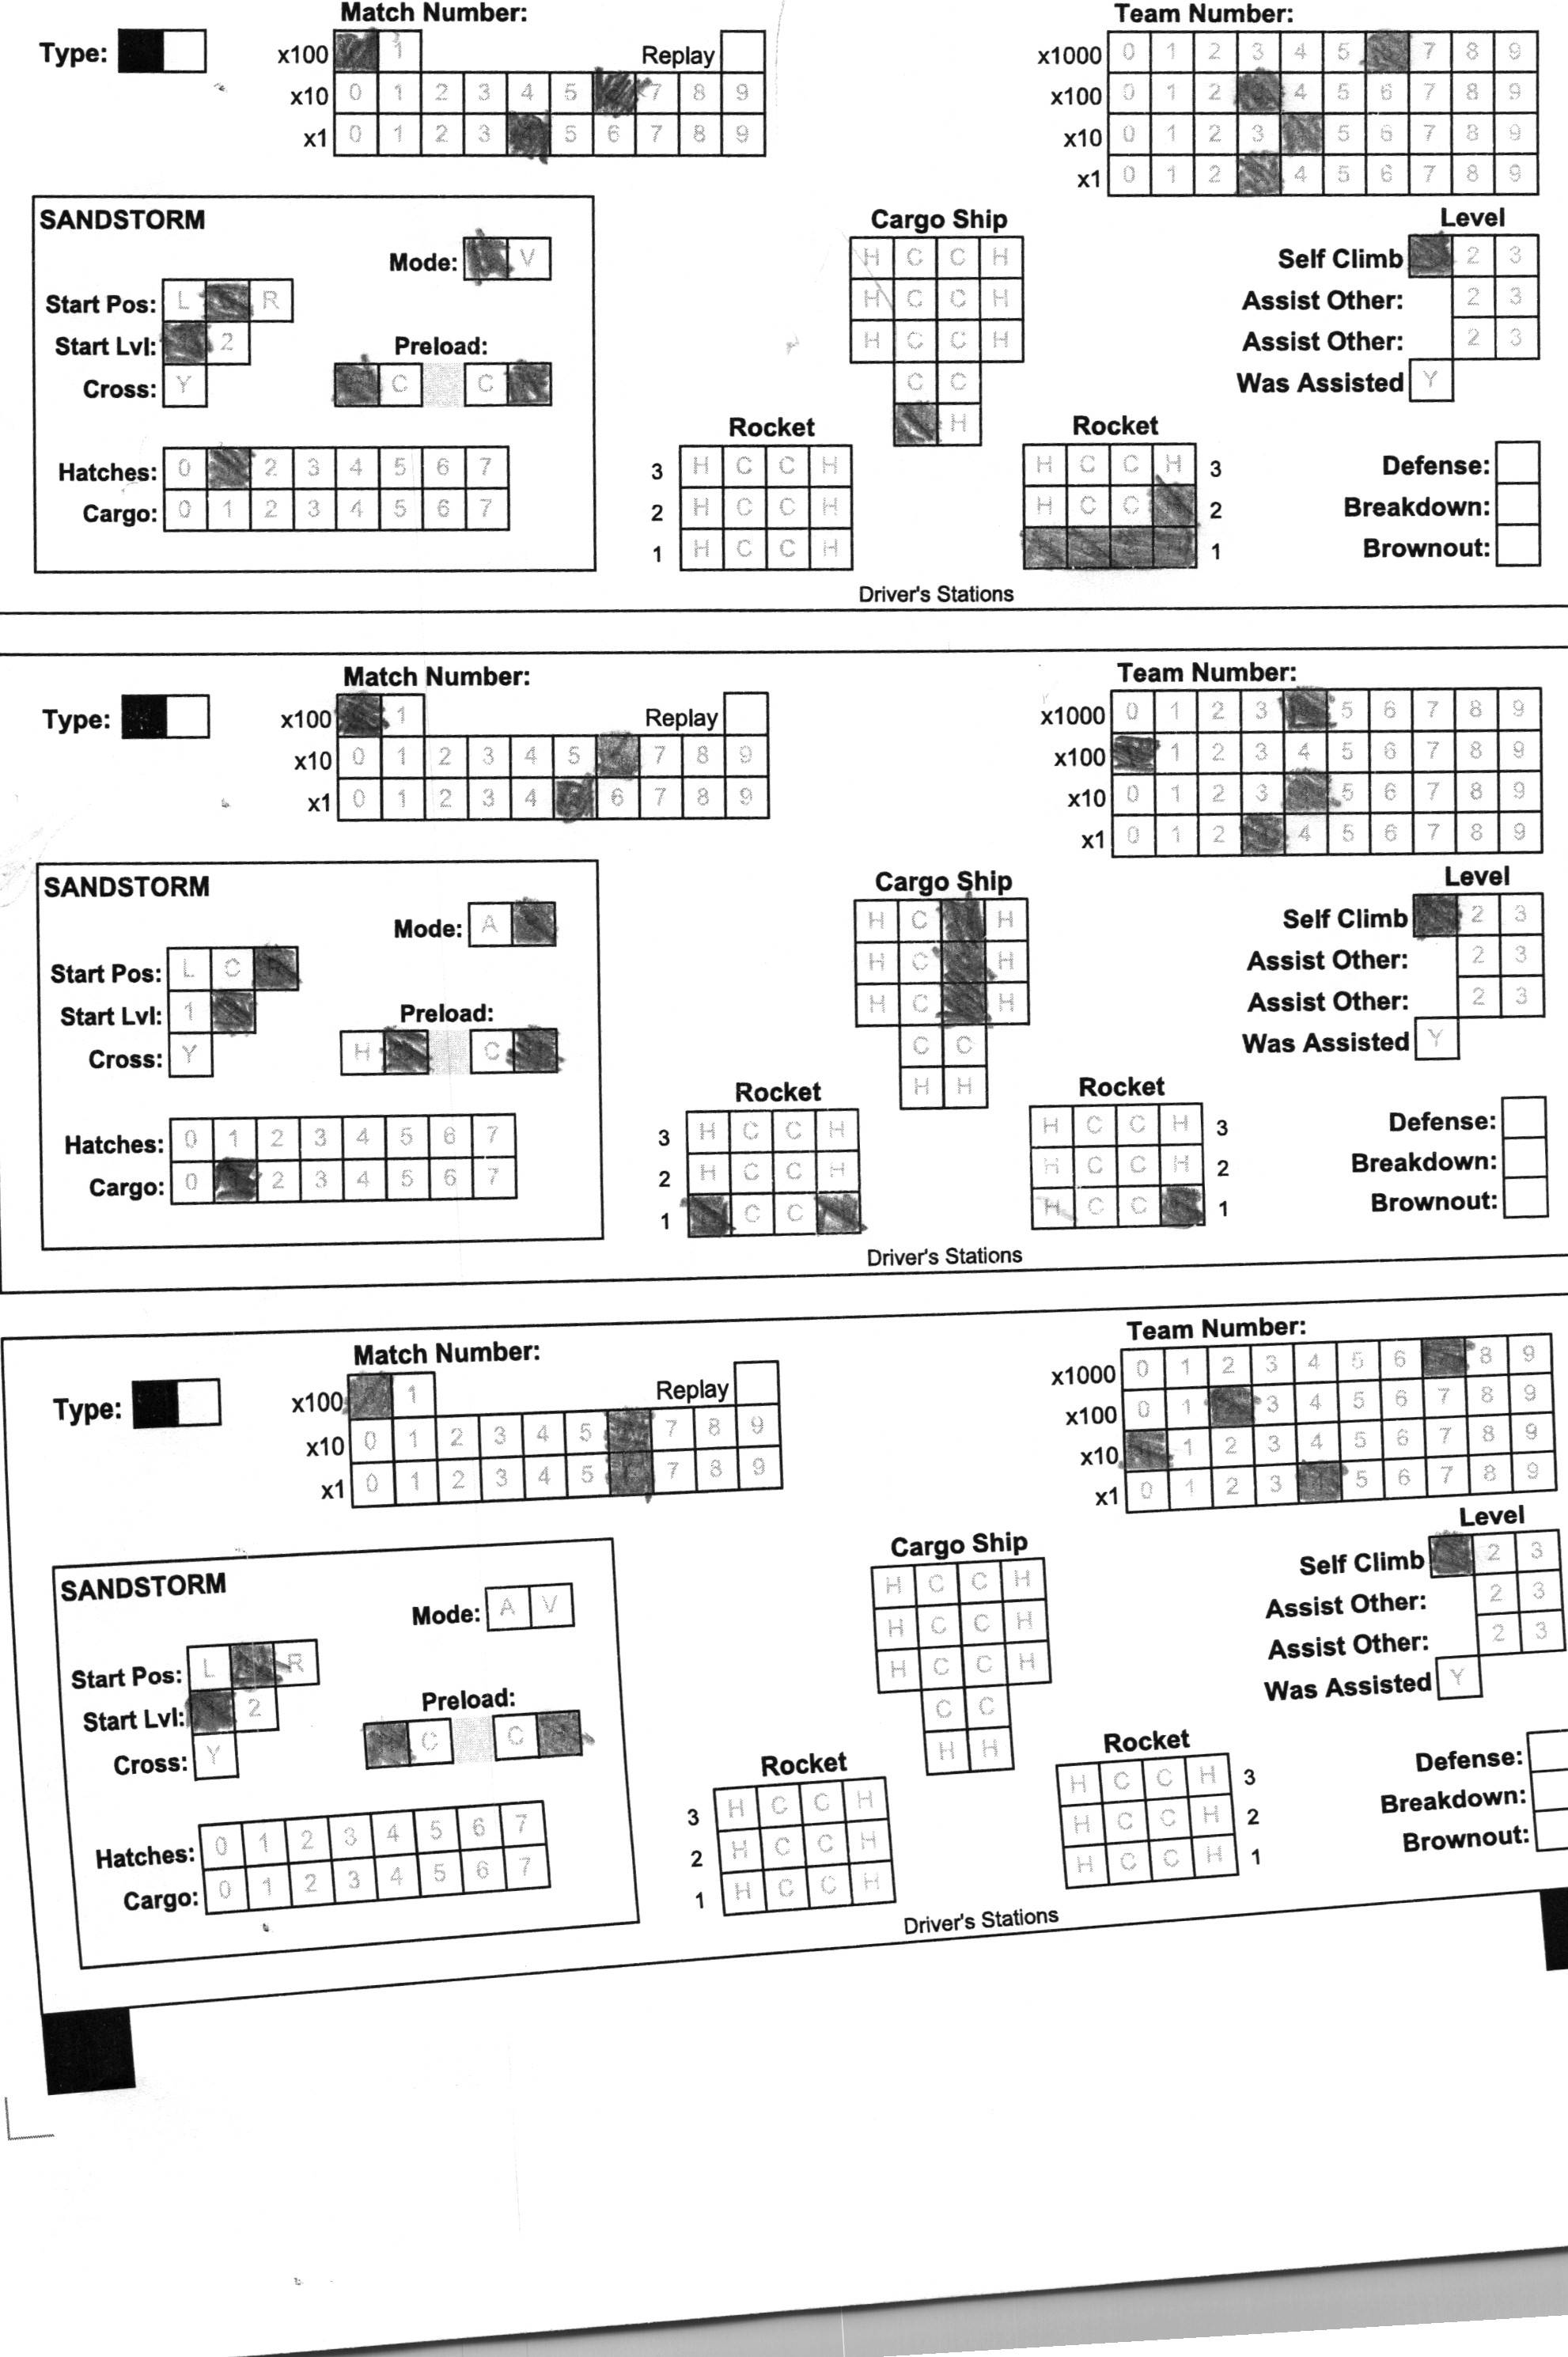 Match Number:
Team Number:
Type:
x100 1 Replay
x10 0 1 2 3 4 5 7 8 9
x1 0 1 2 3 5 6 7 8 9
x1000 0 1 2 3 4 5 7 8 9
x100 0 1 2 4 5 6 7 8 9
x10 0 1 2 3 5 6 7 8 9
x1 0 1 2 4 5 6 7 8 9
SANDSTORM
Mode: V
Start Pos: L R
Start Lvl: 2
Preload:
Cross: Y
C C
Hatches: 0 2 3 4 5 6 7
Cargo: 0 1 2 3 4 5 6 7
Cargo Ship
H C C H
H C C H
H C C H
C C
H
Level
Self Climb 2 3
Assist Other: 2 3
Assist Other: 2 3
Was Assisted Y
Rocket
3 H C C H
2 H C C H
1 H C C H
Rocket
H C C H 3
H C C 2
1
Defense:
Breakdown:
Brownout:
Driver's Stations
Match Number:
Team Number:
Type:
x100 1 Replay
x10 0 1 2 3 4 5 7 8 9
x1 0 1 2 3 4 6 7 8 9
x1000 0 1 2 3 5 6 7 8 9
x100 1 2 3 4 5 6 7 8 9
x10 0 1 2 3 5 6 7 8 9
x1 0 1 2 4 5 6 7 8 9
SANDSTORM
Mode: A
Start Pos: L C
Start Lvl: 1
Preload:
Cross: Y
H C
Hatches: 0 1 2 3 4 5 6 7
Cargo: 0 2 3 4 5 6 7
Cargo Ship
H C H
H C H
H C H
C C
H H
Level
Self Climb 2 3
Assist Other: 2 3
Assist Other: 2 3
Was Assisted Y
Rocket
3 H C C H
2 H C C H
1 C C
Rocket
H C C H 3
H C C H 2
H C C 1
Defense:
Breakdown:
Brownout:
Driver's Stations
Match Number:
Team Number:
Type:
x100 1 Replay
x10 0 1 2 3 4 5 7 8 9
x1 0 1 2 3 4 5 7 8 9
x1000 0 1 2 3 4 5 6 8 9
x100 0 1 3 4 5 6 7 8 9
x10 1 2 3 4 5 6 7 8 9
x1 0 1 2 3 5 6 7 8 9
SANDSTORM
Mode: A V
Start Pos: L R
Start Lvl: 2
Preload:
Cross: Y
C C
Hatches: 0 1 2 3 4 5 6 7
Cargo: 0 1 2 3 4 5 6 7
Cargo Ship
H C C H
H C C H
H C C H
C C
H H
Level
Self Climb 2 3
Assist Other: 2 3
Assist Other: 2 3
Was Assisted Y
Rocket
3 H C C H
2 H C C H
1 H C C H
Rocket
H C C H 3
H C C H 2
H C C H 1
Defense:
Breakdown:
Brownout:
Driver's Stations